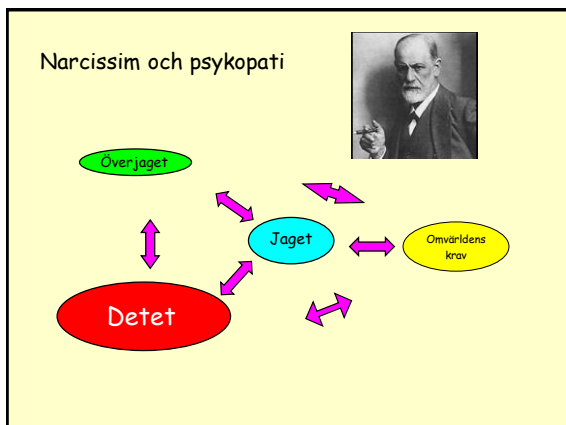 Narcissim och psykopati
Överjaget
Jaget
Omvärldens
krav
Detet